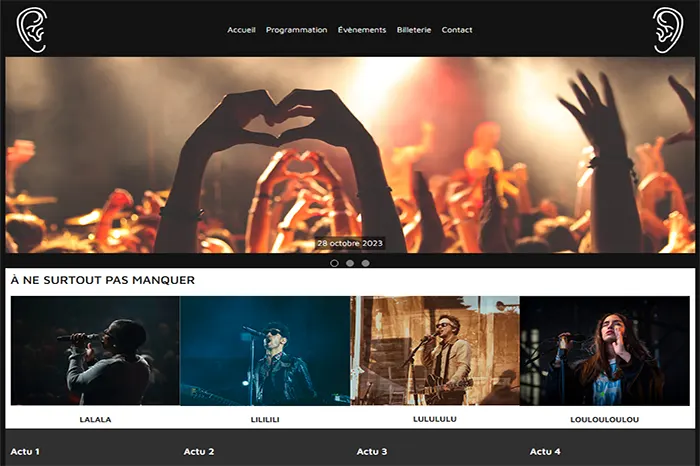 Accueil Programmation Évènements Billeterie Contact
28 octobre 2023
À NE SURTOUT PAS MANQUER
LALALA LILILILI LULULULU LOULOULOULOU
Actu 1 Actu 2 Actu 3 Actu 4